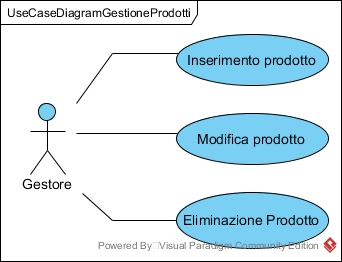 UseCaseDiagramGestioneProdotti
Inserimento prodotto
Modifica prodotto
Gestore
Eliminazione Prodotto
Powered By Visual Paradigm Community Edition